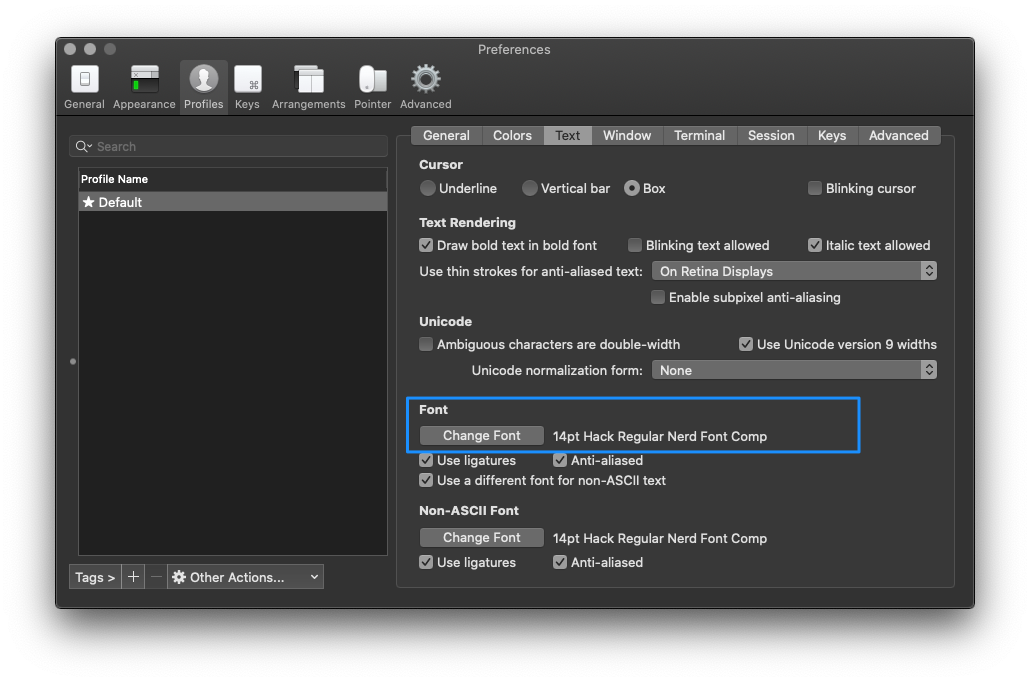 Preferences
General Appearance Profiles Keys Arrangements Pointer Advanced
Search
Profile Name
Default
Tags > + − Other Actions...
General Colors Text Window Terminal Session Keys Advanced
Cursor
Underline Vertical bar Box Blinking cursor
Text Rendering
Draw bold text in bold font Blinking text allowed Italic text allowed
Use thin strokes for anti-aliased text: On Retina Displays
Enable subpixel anti-aliasing
Unicode
Ambiguous characters are double-width Use Unicode version 9 widths
Unicode normalization form: None
Font
Change Font 14pt Hack Regular Nerd Font Comp
Use ligatures Anti-aliased
Use a different font for non-ASCII text
Non-ASCII Font
Change Font 14pt Hack Regular Nerd Font Comp
Use ligatures Anti-aliased